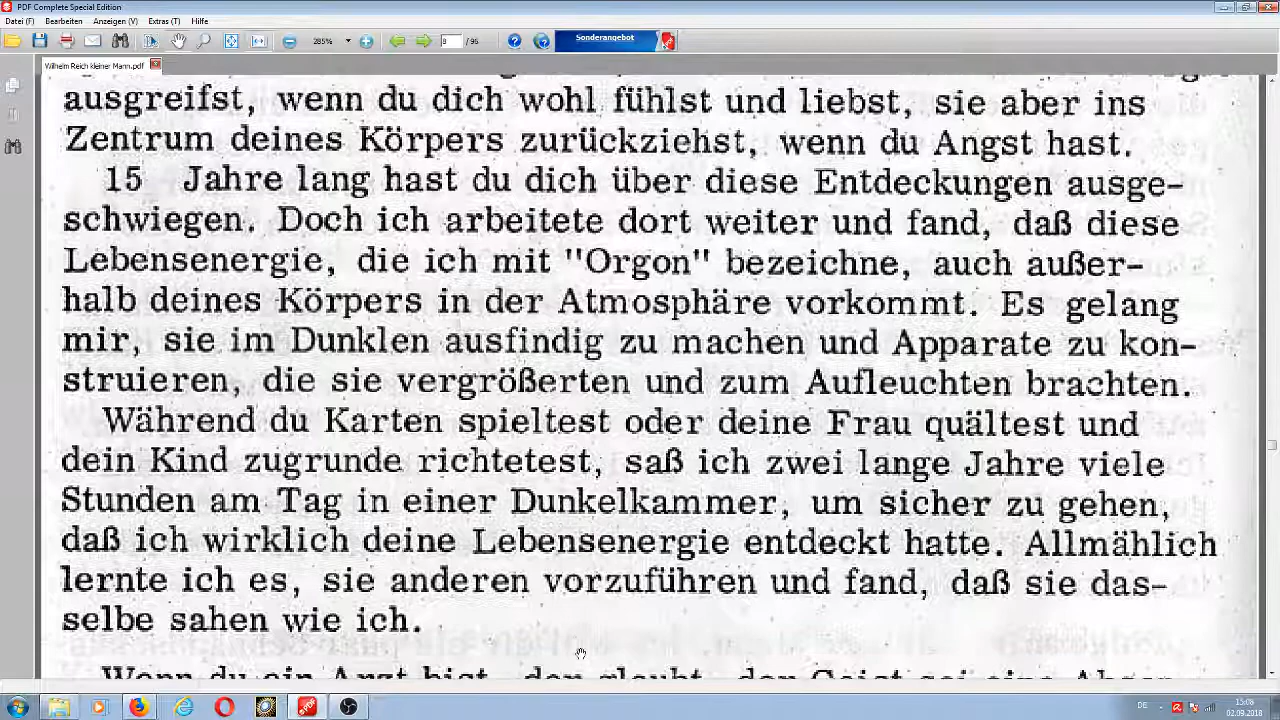 PDF Complete Special Edition
Datei (F) Bearbeiten Anzeigen (V) Extras (T) Hilfe
285% 8 / 95 Sonderangebot
Wilhelm Reich kleiner Mann.pdf
ausgreifst, wenn du dich wohl fühlst und liebst, sie aber ins
Zentrum deines Körpers zurückziehst, wenn du Angst hast.
15 Jahre lang hast du dich über diese Entdeckungen ausge-
schwiegen. Doch ich arbeitete dort weiter und fand, daß diese
Lebensenergie, die ich mit "Orgon" bezeichne, auch außer-
halb deines Körpers in der Atmosphäre vorkommt. Es gelang
mir, sie im Dunklen ausfindig zu machen und Apparate zu kon-
struieren, die sie vergrößerten und zum Aufleuchten brachten.
Während du Karten spieltest oder deine Frau quältest und
dein Kind zugrunde richtetest, saß ich zwei lange Jahre viele
Stunden am Tag in einer Dunkelkammer, um sicher zu gehen,
daß ich wirklich deine Lebensenergie entdeckt hatte. Allmählich
lernte ich es, sie anderen vorzuführen und fand, daß sie das-
selbe sahen wie ich.
Wenn du ein Arzt bist, der glaubt, der Geist sei eine
DE 15:08
02.09.2018